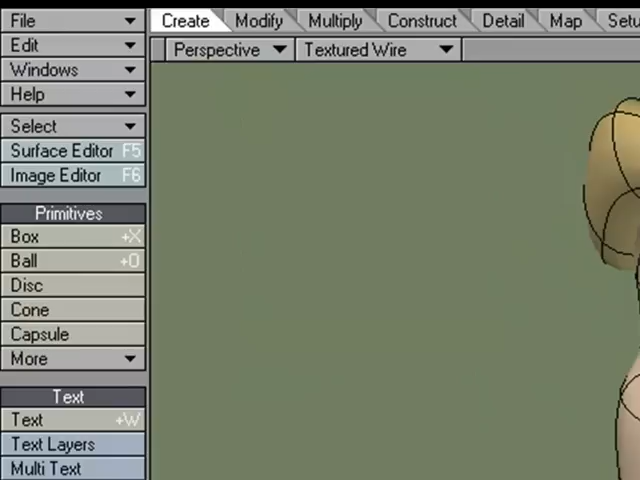 File
Edit
Windows
Help
Select
Surface Editor F5
Image Editor F6
Primitives
Box +X
Ball +O
Disc
Cone
Capsule
More
Text
Text +W
Text Layers
Multi Text
Create Modify Multiply Construct Detail Map Setu
Perspective Textured Wire